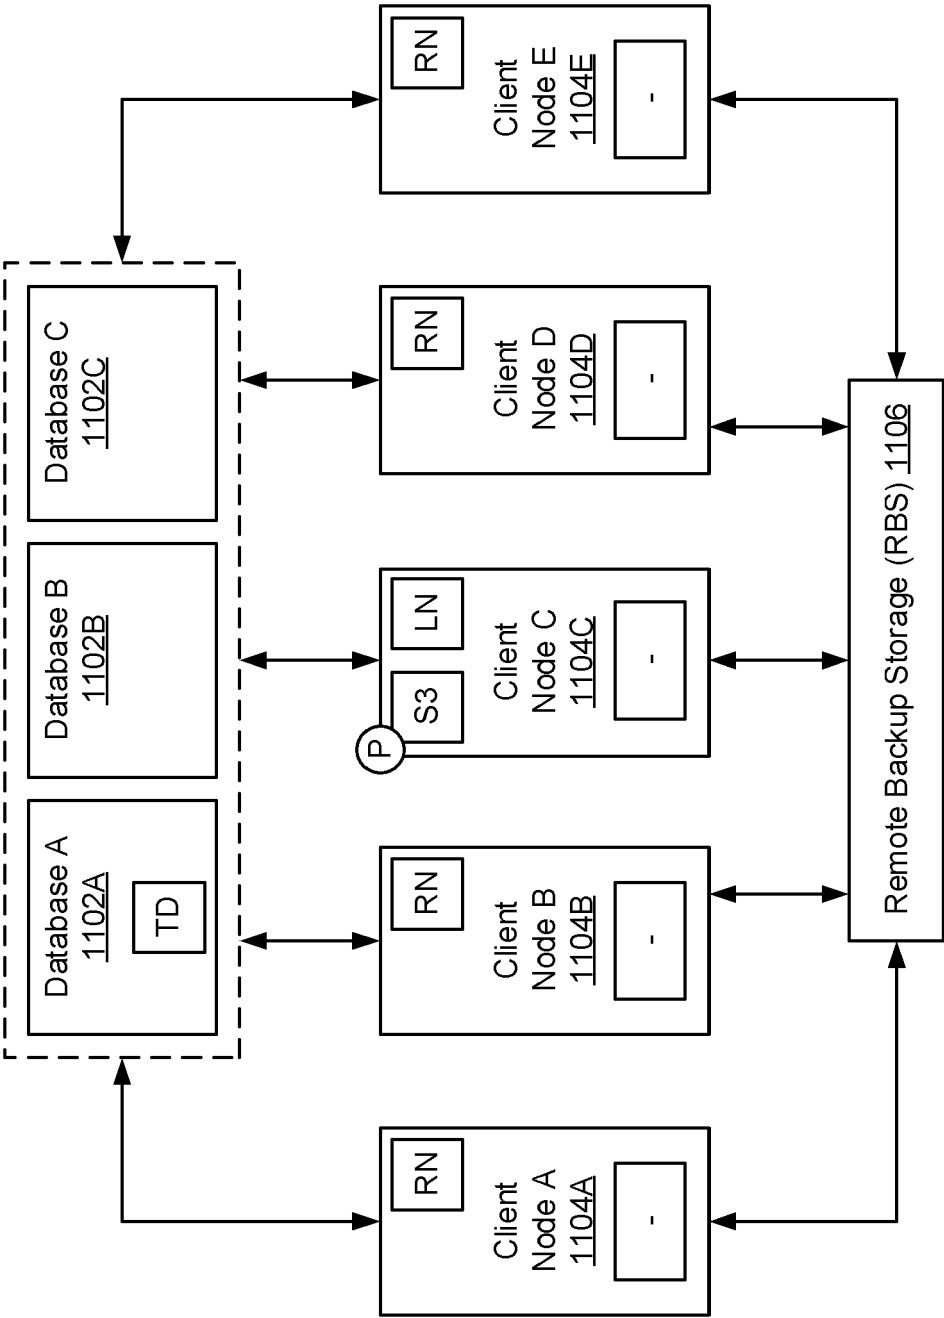 Database A
1102A
TD
Database B
1102B
Database C
1102C
RN
Client
Node A
1104A
-
RN
Client
Node B
1104B
-
P
S3
LN
Client
Node C
1104C
-
RN
Client
Node D
1104D
-
RN
Client
Node E
1104E
-
Remote Backup Storage (RBS) 1106